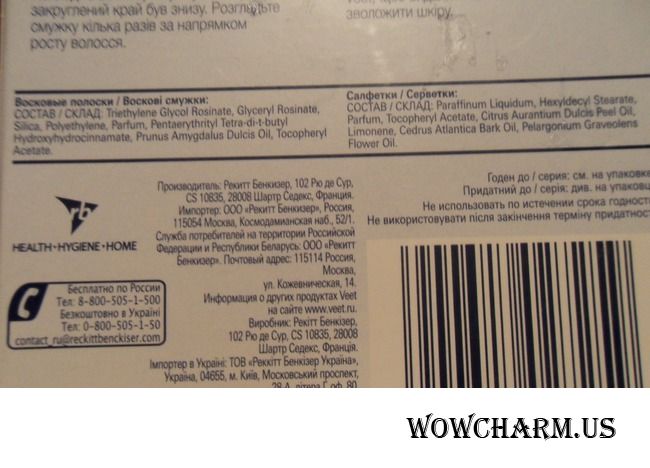 закруглений край був знизу. Розгладьте
смужку кілька разів за напрямком
росту волосся.
зволожити шкіру.
Восковые полоски / Воскові смужки:
СОСТАВ / СКЛАД: Triethylene Glycol Rosinate, Glyceryl Rosinate,
Silica, Polyethylene, Parfum, Pentaerythrityl Tetra-di-t-butyl
Hydroxyhydrocinnamate, Prunus Amygdalus Dulcis Oil, Tocopheryl
Acetate.
Салфетки / Серветки:
СОСТАВ / СКЛАД: Paraffinum Liquidum, Hexyldecyl Stearate,
Parfum, Tocopheryl Acetate, Citrus Aurantium Dulcis Peel Oil,
Limonene, Cedrus Atlantica Bark Oil, Pelargonium Graveolens
Flower Oil.
rb
HEALTH • HYGIENE • HOME
Бесплатно по России
Тел: 8-800-505-1-500
Безкоштовно в Україні
Тел: 0-800-505-1-50
contact_ru@reckittbenckiser.com
Производитель: Рекитт Бенкизер, 102 Рю де Сур,
CS 10835, 28008 Шартр Седекс, Франция.
Импортер: ООО «Рекитт Бенкизер», Россия,
115054 Москва, Космодамианская наб., 52/1.
Служба потребителей на территории Российской
Федерации и Республики Беларусь: ООО «Рекитт
Бенкизер». Почтовый адрес: 115114 Россия,
Москва,
ул. Кожевническая, 14.
Информация о других продуктах Veet
на сайте www.veet.ru.
Виробник: Рекітт Бенкізер,
102 Рю де Сур, CS 10835, 28008
Шартр Седекс, Франція.
Імпортер в Україні: ТОВ «Реккітт Бенкізер Україна»,
Україна, 04655, м. Київ, Московський проспект,
28 А, літера Г, оф. 80
Годен до / серия: см. на упаковке
Придатний до / серія: див. на упаковці
Не использовать по истечении срока годности
Не використовувати після закінчення терміну придатност
WOWCHARM.US